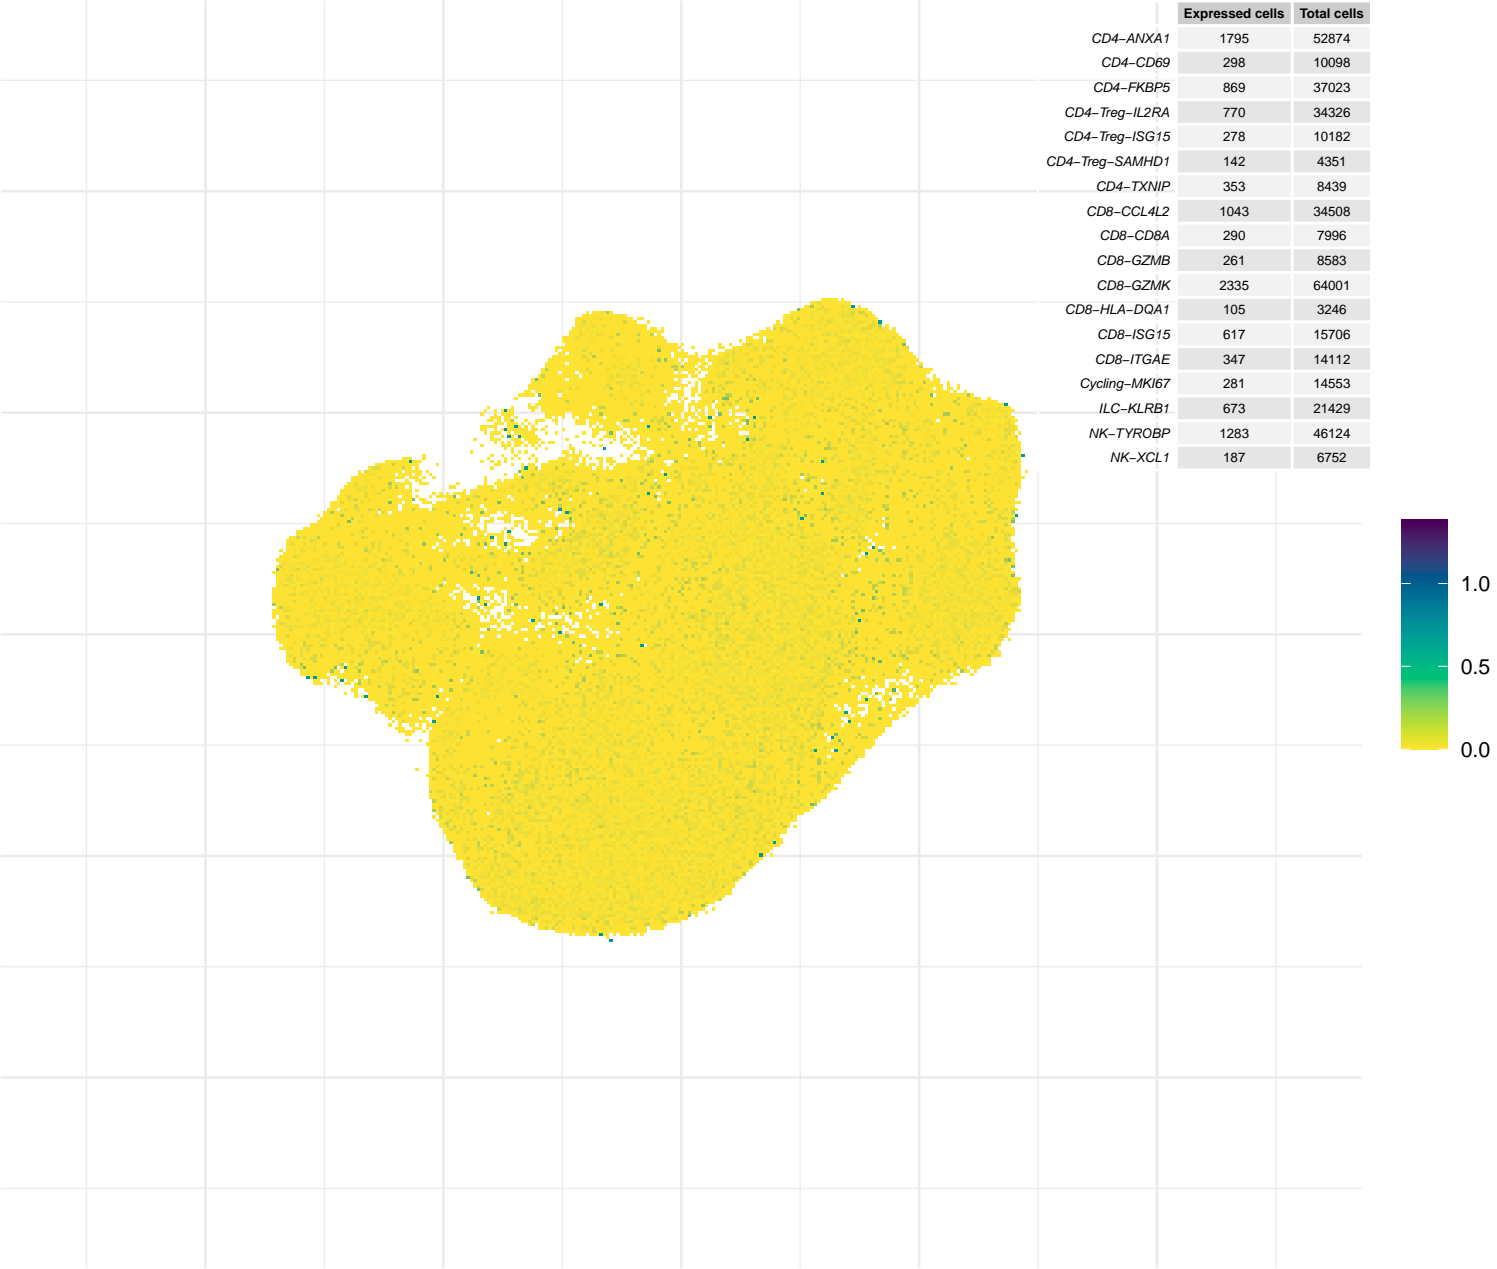 Expressed cells Total cells
CD4−ANXA1 1795 52874
CD4−CD69 298 10098
CD4−FKBP5 869 37023
CD4−Treg−IL2RA 770 34326
CD4−Treg−ISG15 278 10182
CD4−Treg−SAMHD1 142 4351
CD4−TXNIP 353 8439
CD8−CCL4L2 1043 34508
CD8−CD8A 290 7996
CD8−GZMB 261 8583
CD8−GZMK 2335 64001
CD8−HLA−DQA1 105 3246
CD8−ISG15 617 15706
CD8−ITGAE 347 14112
Cycling−MKI67 281 14553
ILC−KLRB1 673 21429
NK−TYROBP 1283 46124
NK−XCL1 187 6752
1.0
0.5
0.0